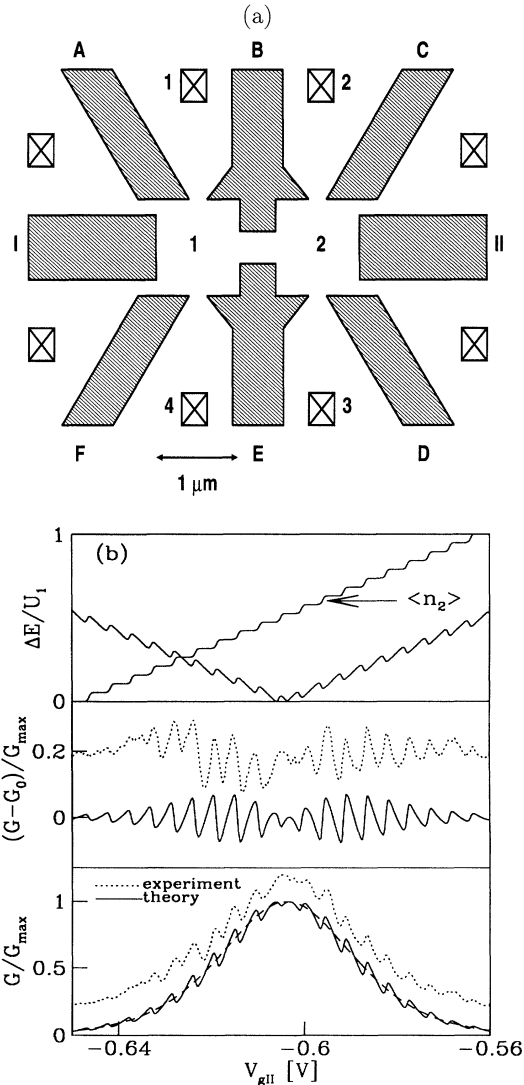 (a)
A B C
1 2
I 1 2 II
4 3
F E D
1 μm
(b)
1
ΔE/U₁
<n₂>
0
0.2
(G−G₀)/Gmax
0
experiment
theory
1
G/Gmax
0.5
0
−0.64 −0.6 −0.56
VgII [V]